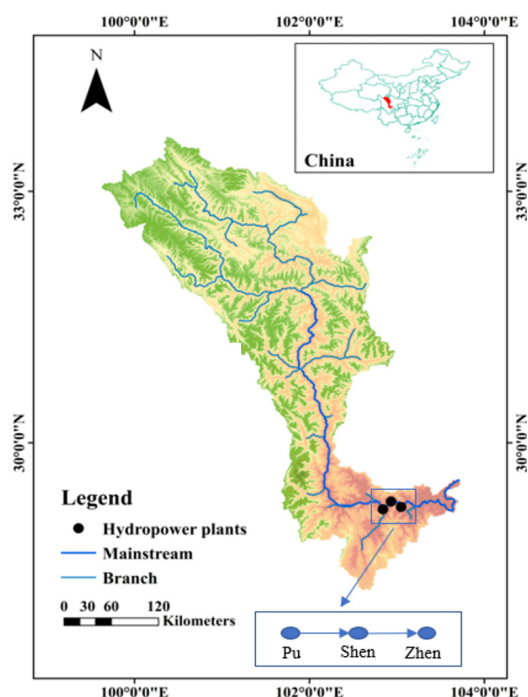 100°0'0"E 102°0'0"E 104°0'0"E
N
China
33°0'0"N 33°0'0"N
30°0'0"N 30°0'0"N
Legend
Hydropower plants
Mainstream
Branch
0 30 60 120
Kilometers
Pu Shen Zhen
100°0'0"E 102°0'0"E 104°0'0"E